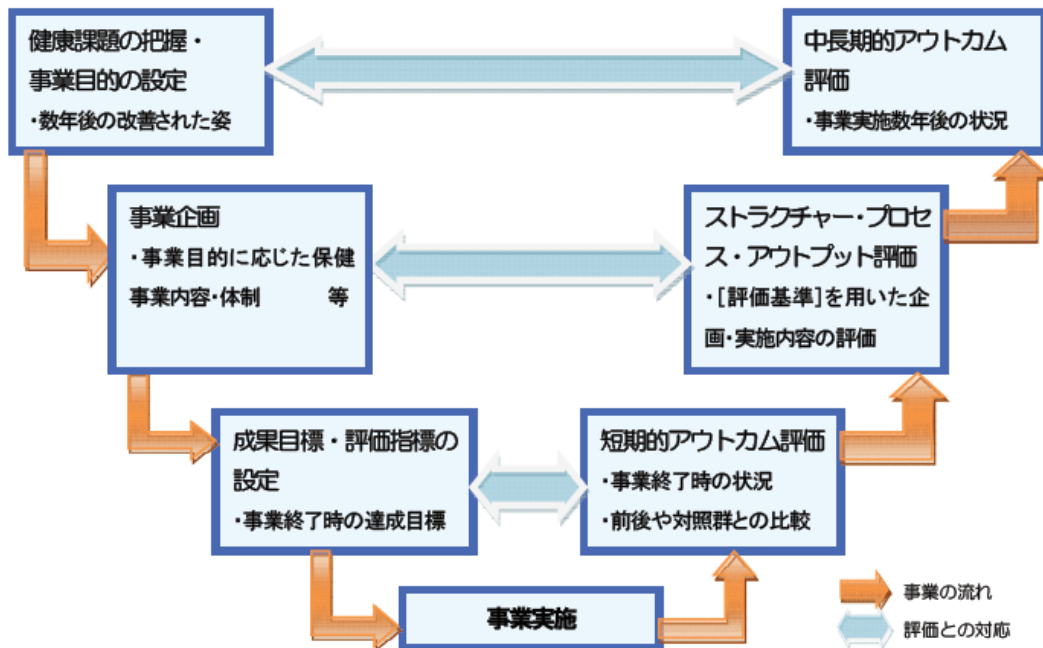 健康課題の把握・
事業目的の設定
・数年後の改善された姿
中長期的アウトカム
評価
・事業実施数年後の状況
事業企画
・事業目的に応じた保健
事業内容・体制　　　等
ストラクチャー・プロセ
ス・アウトプット評価
・[評価基準]を用いた企
画・実施内容の評価
成果目標・評価指標の
設定
・事業終了時の達成目標
短期的アウトカム評価
・事業終了時の状況
・前後や対照群との比較
事業実施
事業の流れ
評価との対応